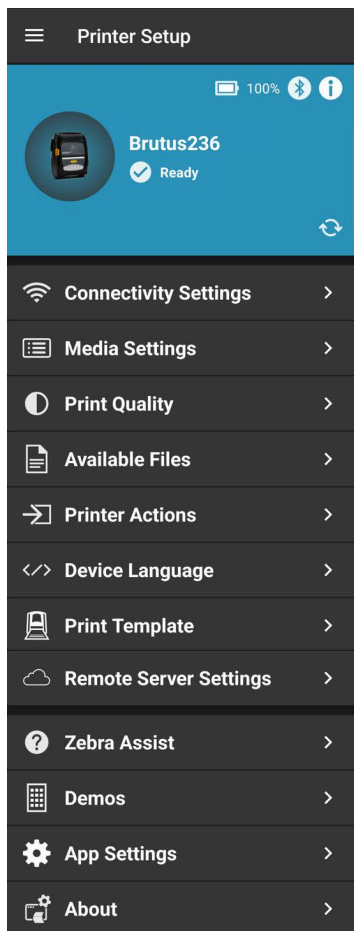 Printer Setup
100%
Brutus236
Ready
Connectivity Settings
Media Settings
Print Quality
Available Files
Printer Actions
Device Language
Print Template
Remote Server Settings
Zebra Assist
Demos
App Settings
About